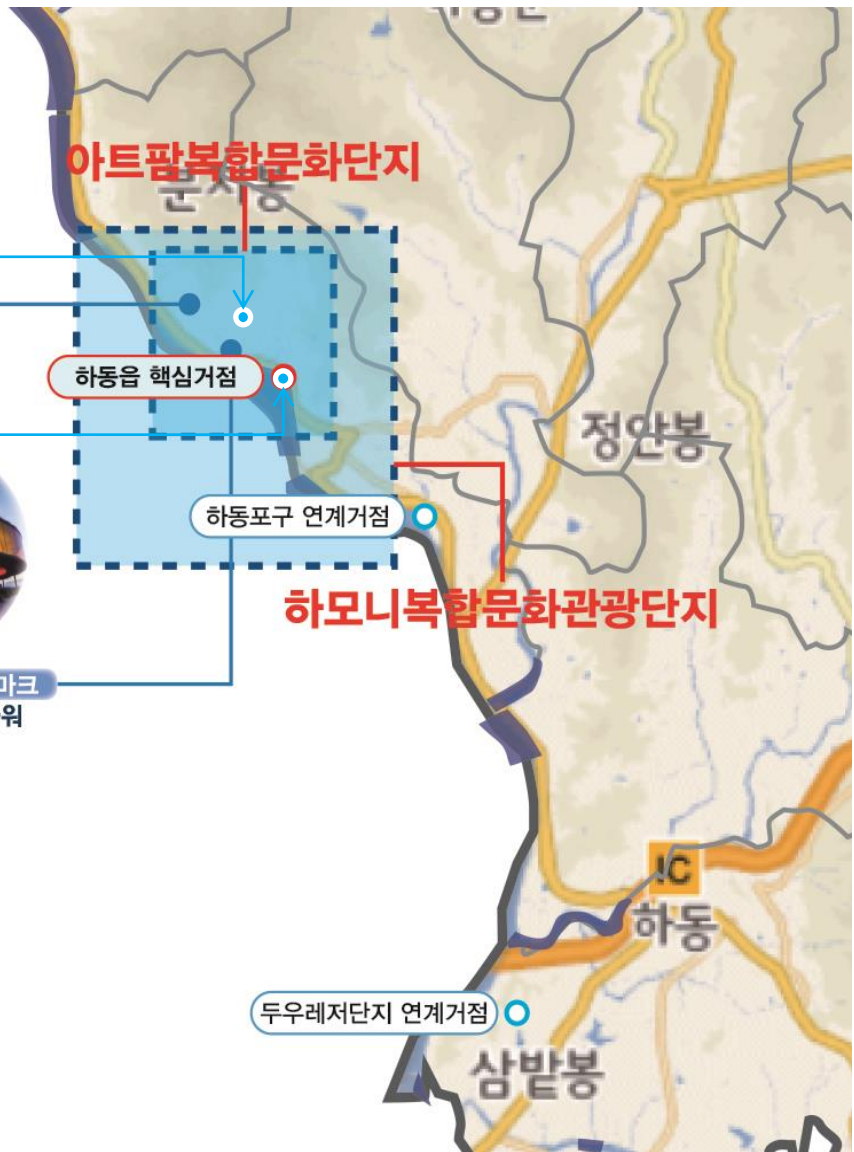 아트팜복합문화단지
분지봉
하동읍 핵심거점
정안봉
하동포구 연계거점
하모니복합문화관광단지
마크
워
IC
하동
두우레저단지 연계거점
삼밭봉